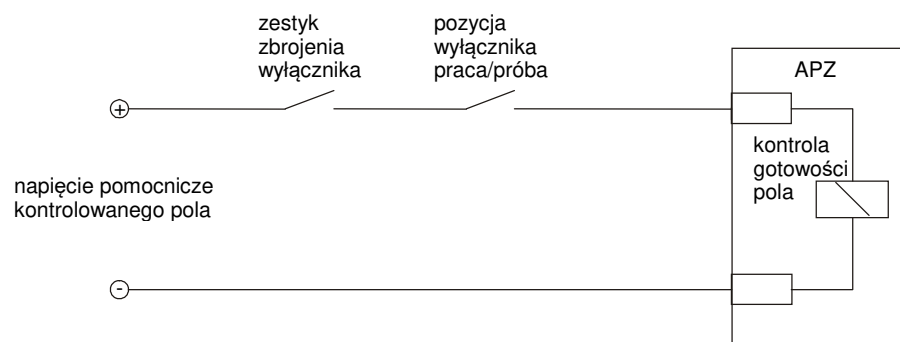 zestyk
zbrojenia
wyłącznika
pozycja
wyłącznika
praca/próba
APZ
+
kontrola
gotowości
pola
napięcie pomocnicze
kontrolowanego pola
-